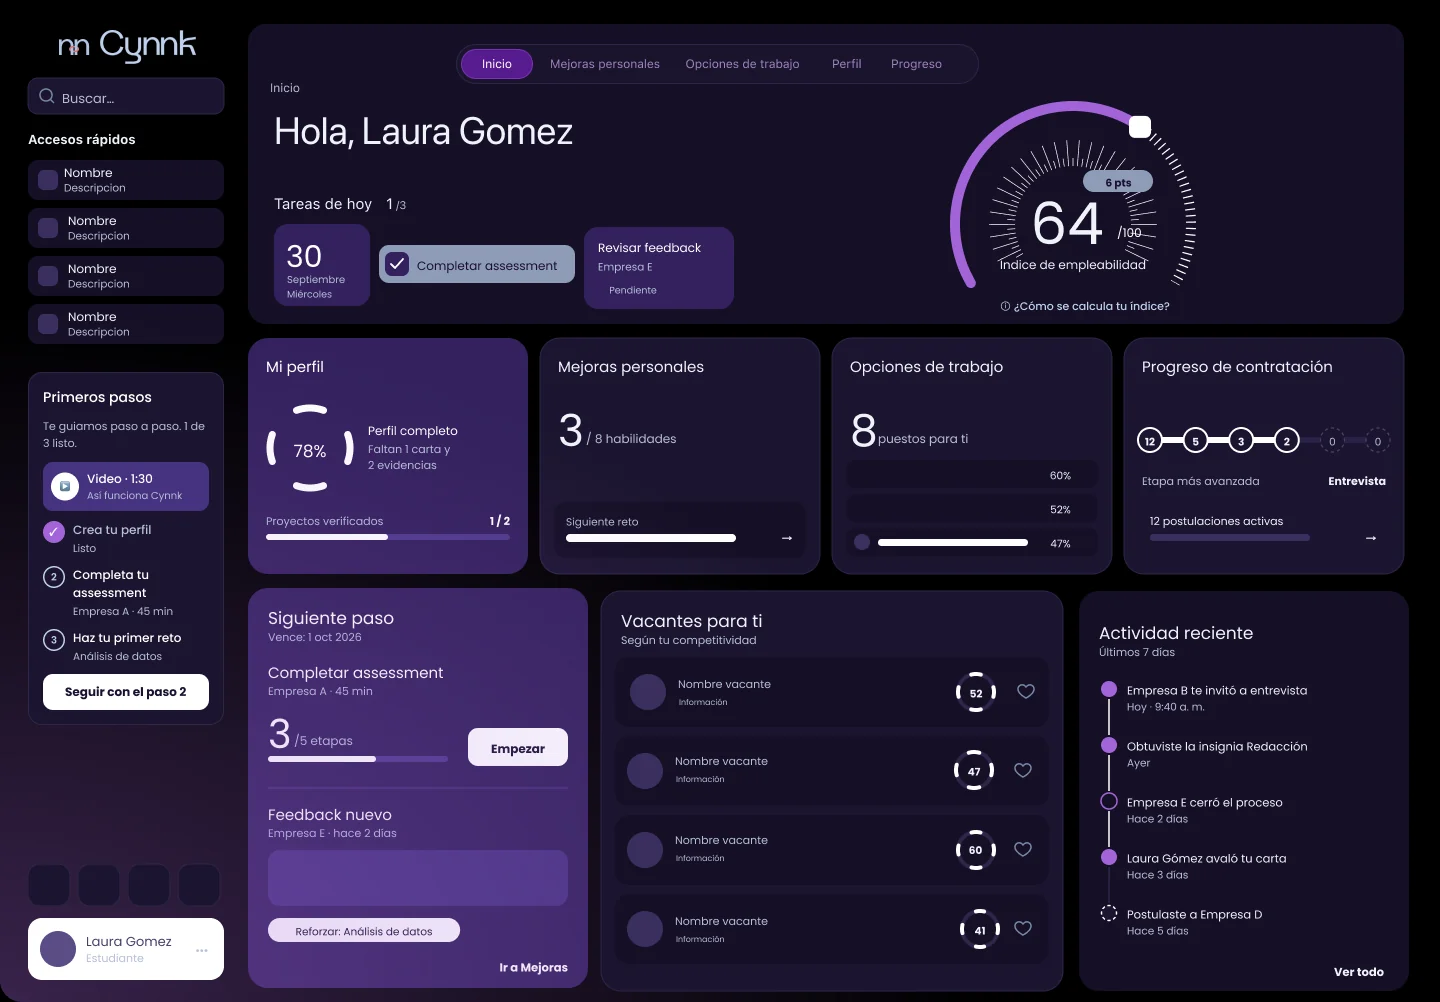 nn Cynnk
Buscar...
Accesos rápidos
Nombre
Descripcion
Nombre
Descripcion
Nombre
Descripcion
Nombre
Descripcion
Primeros pasos
Te guiamos paso a paso. 1 de
3 listo.
Video · 1:30
Así funciona Cynnk
Crea tu perfil
Listo
2
Completa tu
assessment
Empresa A · 45 min
3
Haz tu primer reto
Análisis de datos
Seguir con el paso 2
Laura Gomez
Estudiante
Inicio
Mejoras personales
Opciones de trabajo
Perfil
Progreso
Inicio
Hola, Laura Gomez
Tareas de hoy 1/3
30
Septiembre
Miércoles
Completar assessment
Revisar feedback
Empresa E
Pendiente
6 pts
64 /100
Indice de empleabilidad
¿Cómo se calcula tu índice?
Mi perfil
78%
Perfil completo
Faltan 1 carta y
2 evidencias
Proyectos verificados
1 / 2
Mejoras personales
3 / 8 habilidades
Siguiente reto
→
Opciones de trabajo
8 puestos para ti
60%
52%
47%
Progreso de contratación
12 5 3 2 0 0
Etapa más avanzada
Entrevista
12 postulaciones activas
→
Siguiente paso
Vence: 1 oct 2026
Completar assessment
Empresa A · 45 min
3 /5 etapas
Empezar
Feedback nuevo
Empresa E · hace 2 días
Reforzar: Análisis de datos
Ir a Mejoras
Vacantes para ti
Según tu competitividad
Nombre vacante
Información
52
Nombre vacante
Información
47
Nombre vacante
Información
60
Nombre vacante
Información
41
Actividad reciente
Últimos 7 días
Empresa B te invitó a entrevista
Hoy · 9:40 a. m.
Obtuviste la insignia Redacción
Ayer
Empresa E cerró el proceso
Hace 2 días
Laura Gómez avaló tu carta
Hace 3 días
Postulaste a Empresa D
Hace 5 días
Ver todo